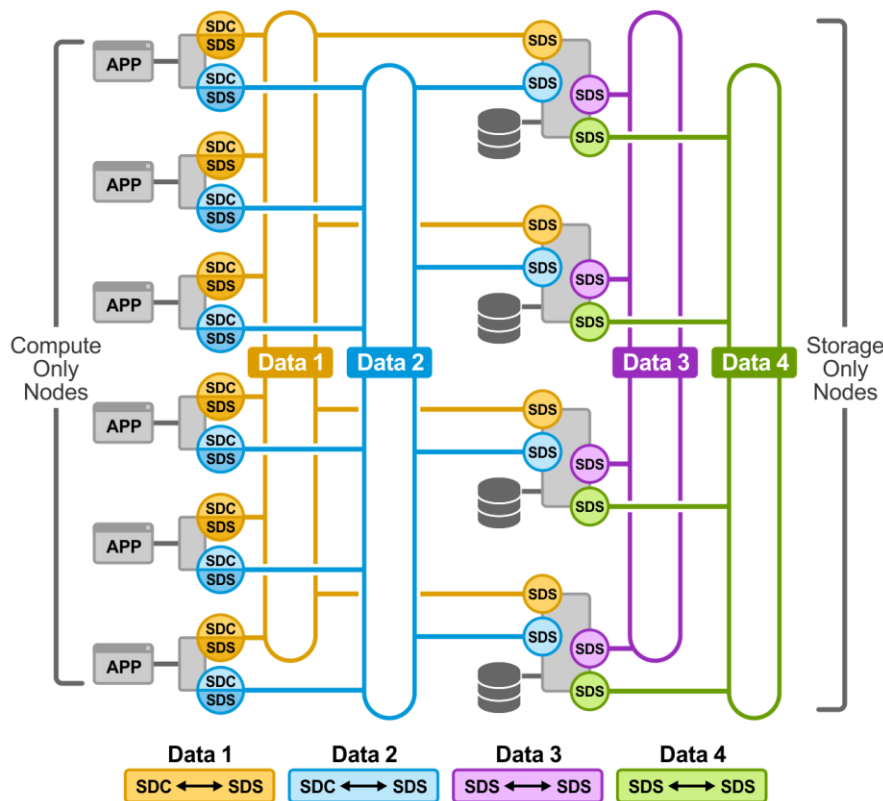 SDC
SDS
APP
SDC
SDS
SDS
SDS
SDS
SDS
SDC
SDS
APP
SDC
SDS
SDS
SDS
SDS
SDS
SDC
SDS
APP
SDC
SDS
Compute
Only
Nodes
Data 1
Data 2
Data 3
Data 4
Storage
Only
Nodes
SDC
SDS
APP
SDC
SDS
SDS
SDS
SDS
SDS
SDC
SDS
APP
SDC
SDS
SDS
SDS
SDS
SDS
SDC
SDS
APP
SDC
SDS
Data 1
SDC SDS
Data 2
SDC SDS
Data 3
SDS SDS
Data 4
SDS SDS